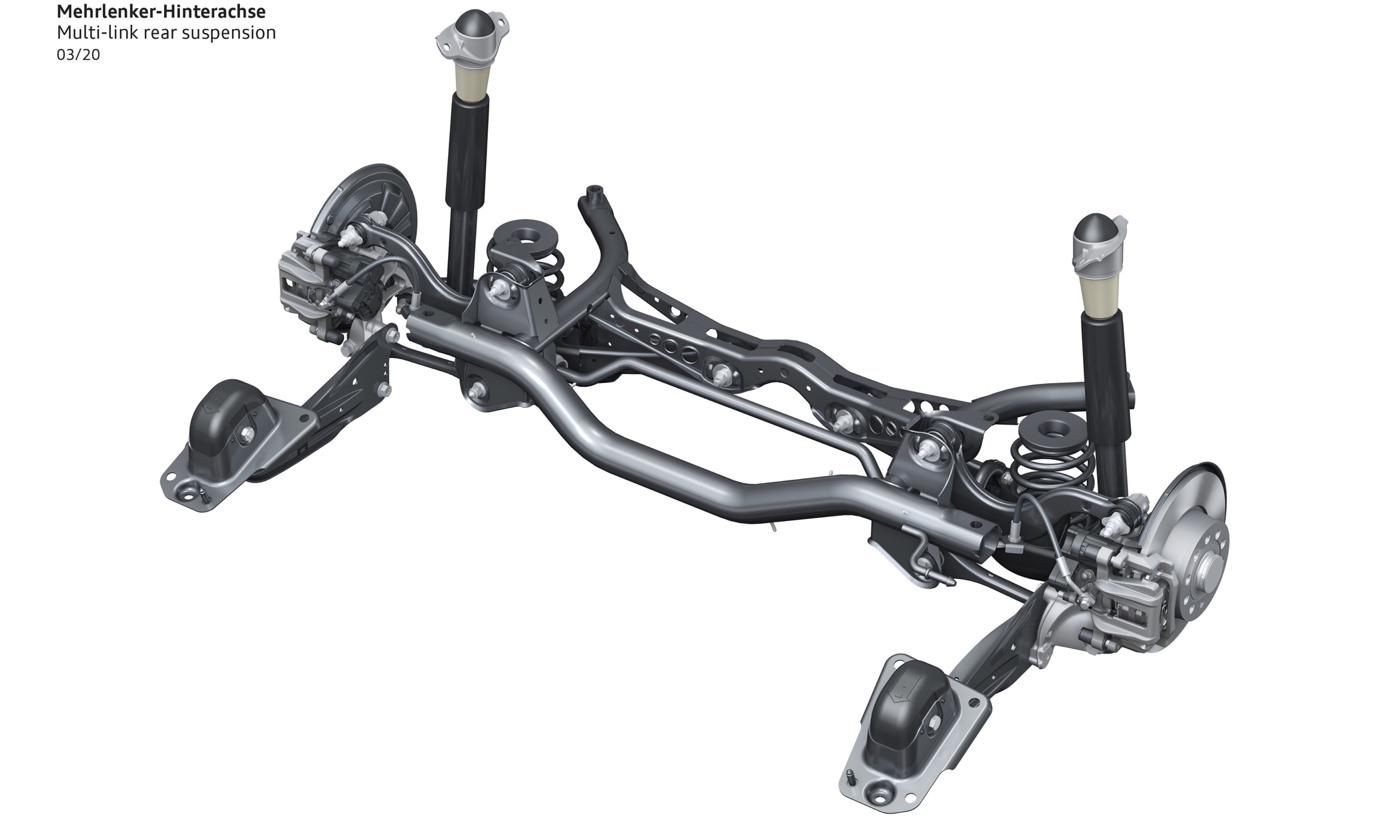 Mehrlenker-Hinterachse
Multi-link rear suspension
03/20